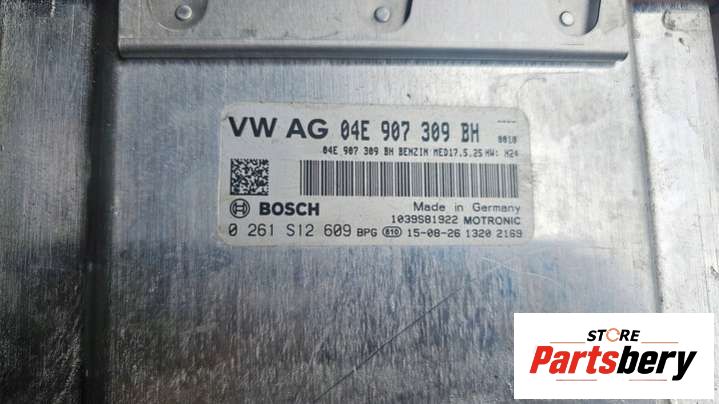 VW AG 04E 907 309 BH 0010
04E 907 309 BH BENZIN MED17.5.25 HW: H24
BOSCH
Made in Germany
1039S81922 MOTRONIC
0 261 S12 609 BPG 610 15-08-26 1320 2169
STORE
Partsbery